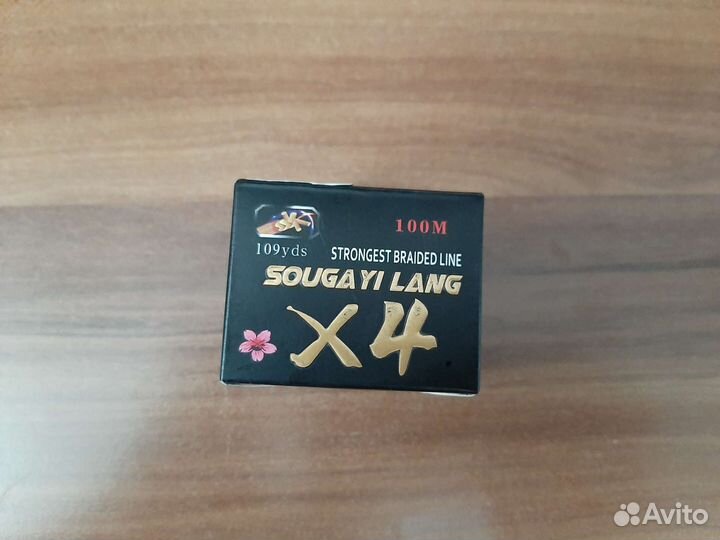 100M
109yds
STRONGEST BRAIDED LINE
SOUGAYI LANG
X4
Avito